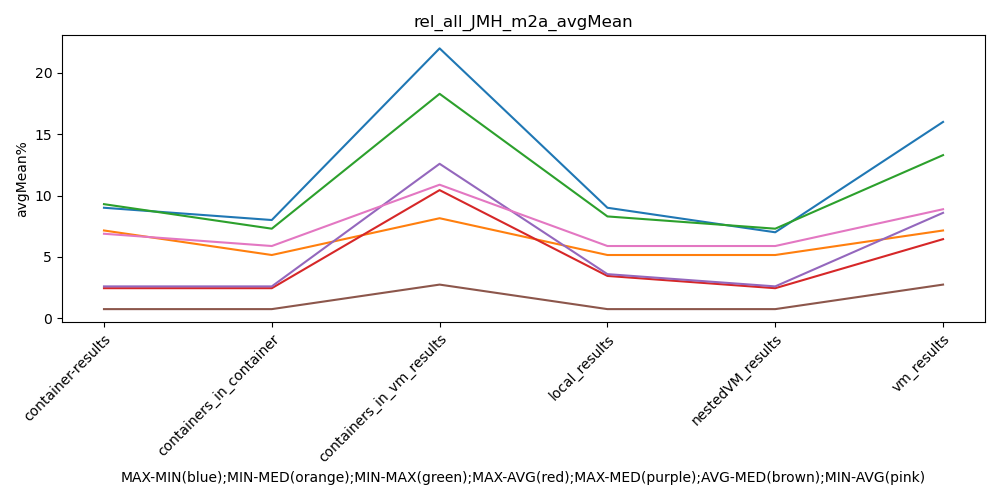 rel_all_JMH_m2a_avgMean
avgMean%
20
15
10
5
0
container-results
containers_in_container
containers_in_vm_results
local_results
nestedVM_results
vm_results
MAX-MIN(blue);MIN-MED(orange);MIN-MAX(green);MAX-AVG(red);MAX-MED(purple);AVG-MED(brown);MIN-AVG(pink)